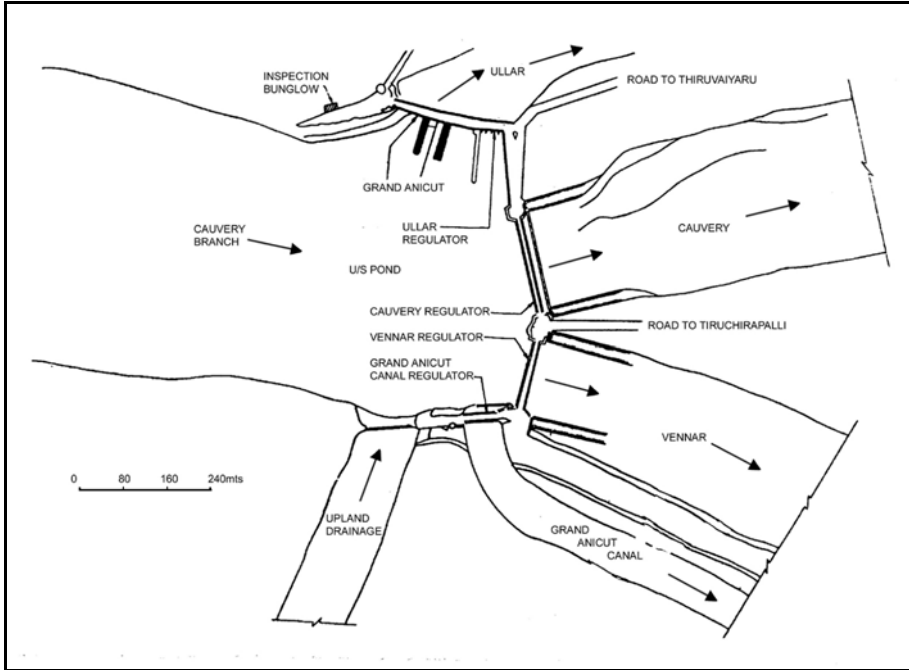 INSPECTION
BUNGLOW
ULLAR
ROAD TO THIRUVAIYARU
GRAND ANICUT
CAUVERY
BRANCH
ULLAR
REGULATOR
CAUVERY
U/S POND
CAUVERY REGULATOR
ROAD TO TIRUCHIRAPALLI
VENNAR REGULATOR
GRAND ANICUT
CANAL REGULATOR
VENNAR
0 80 160 240mts
UPLAND
DRAINAGE
GRAND
ANICUT
CANAL